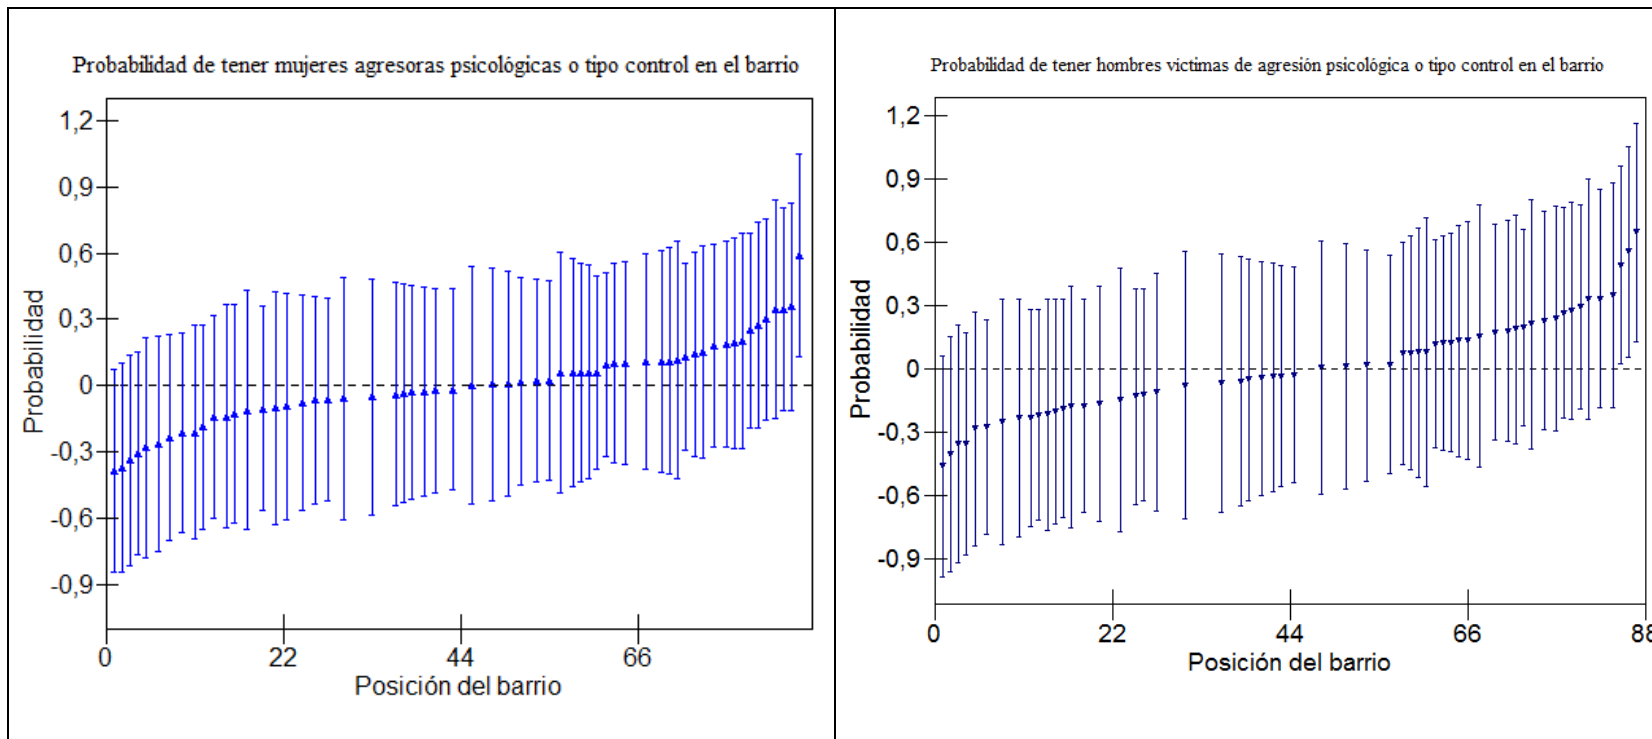 Probabilidad de tener mujeres agresoras psicológicas o tipo control en el barrio
1,2
0,9
0,6
0,3
0
-0,3
-0,6
-0,9
Probabilidad
0 22 44 66
Posición del barrio
Probabilidad de tener hombres victimas de agresión psicológica o tipo control en el barrio
1,2
0,9
0,6
0,3
0
-0,3
-0,6
-0,9
Probabilidad
0 22 44 66 88
Posición del barrio